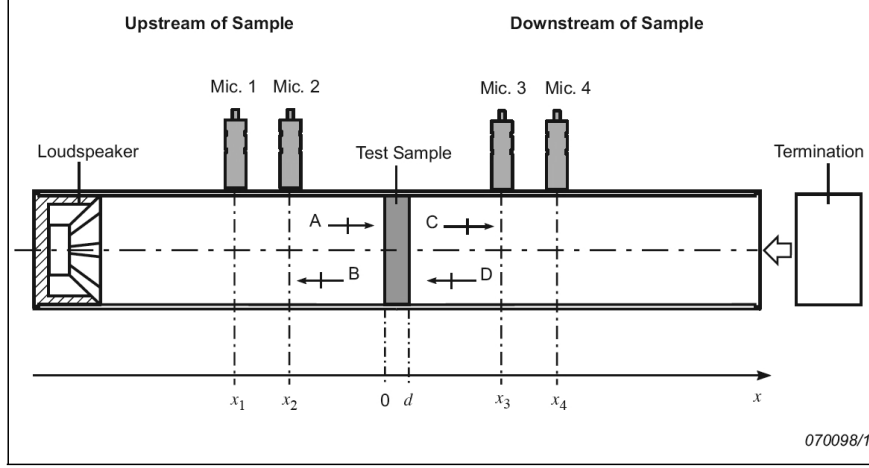 Upstream of Sample
Downstream of Sample
Mic. 1
Mic. 2
Mic. 3
Mic. 4
Loudspeaker
Test Sample
Termination
A
C
B
D
x1
x2
0
d
x3
x4
x
070098/1